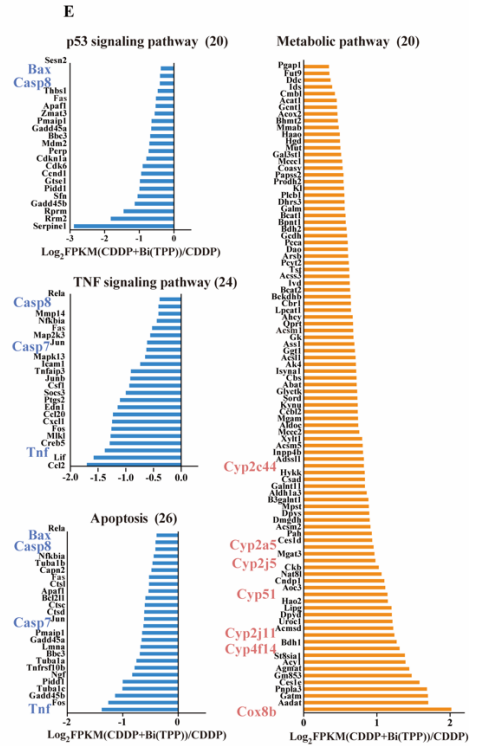 E
p53 signaling pathway (20)
Sesn2
Bax
Casp8
Thbs1
Fas
Apaf1
Zmat3
Pmaip1
Gadd45a
Bbc3
Mdm2
Perp
Cdkn1a
Cdk6
Ccnd1
Gtse1
Pidd1
Sfn
Gadd45b
Rprm
Rrm2
Serpine1
-3 -2 -1 0
Log2FPKM(CDDP+Bi(TPP))/CDDP)
TNF signaling pathway (24)
Rela
Casp8
Mmp14
Nfkbia
Fas
Map2k3
Jun
Casp7
Mapk13
Icam1
Tnfaip3
Junb
Csf1
Socs3
Ptgs2
Edn1
Ccl20
Cxcl1
Fos
Mlkl
Creb5
Tnf
Lif
Ccl2
-2.0 -1.5 -1.0 -0.5 0.0
Apoptosis (26)
Rela
Bax
Casp8
Nfkbia
Tuba1b
Capn2
Fas
Ctsl
Apaf1
Bcl2l1
Ctsc
Ctsd
Jun
Casp7
Pmaip1
Gadd45a
Lmna
Bbc3
Tuba1a
Tnfrsf10b
Ngf
Pidd1
Tuba1c
Gadd45b
Fos
Tnf
-2 -1 0
Log2FPKM(CDDP+Bi(TPP))/CDDP)
Metabolic pathway (20)
Pgap1
Fut9
Ddc
Ids
Cmbl
Acat1
Gcnt1
Acox2
Bhmt2
Mmab
Haao
Hgd
Mut
Gal3st1
Mccc1
Coasy
Papss2
Prodh2
Kl
Plcb1
Dhrs3
Galm
Bcat1
Bpnt1
Bdh2
Gcdh
Pcca
Dao
Arsb
Pcyt2
Tst
Acss3
Ivd
Bcat2
Bckdhb
Cbr1
Lpcat1
Ahcy
Qprt
Acsm1
Gk
Ass1
Ggt1
Acsl1
Ak4
Isyna1
Cbs
Abat
Glyctk
Sord
Kynu
Ccbl2
Mgam
Aldoc
Mccc2
Xylt1
Acsm5
Inpp4b
Adssl1
Cyp2c44
Hykk
Csad
Galnt11
Aldh1a3
B3galnt1
Mpst
Dpys
Dmgdh
Acsm2
Pah
Ces1d
Cyp2a5
Mgat3
Cyp2j5
Ckb
Nat8l
Cndp1
Aoc3
Cyp51
Hao2
Lipg
Dpyd
Uroc1
Acmsd
Cyp2j11
Bdh1
Cyp4f14
St8sia1
Acy1
Agmat
Gm853
Ces1e
Pnpla3
Gatm
Aadat
Cox8b
0 1 2
Log2FPKM(CDDP+Bi(TPP))/CDDP)